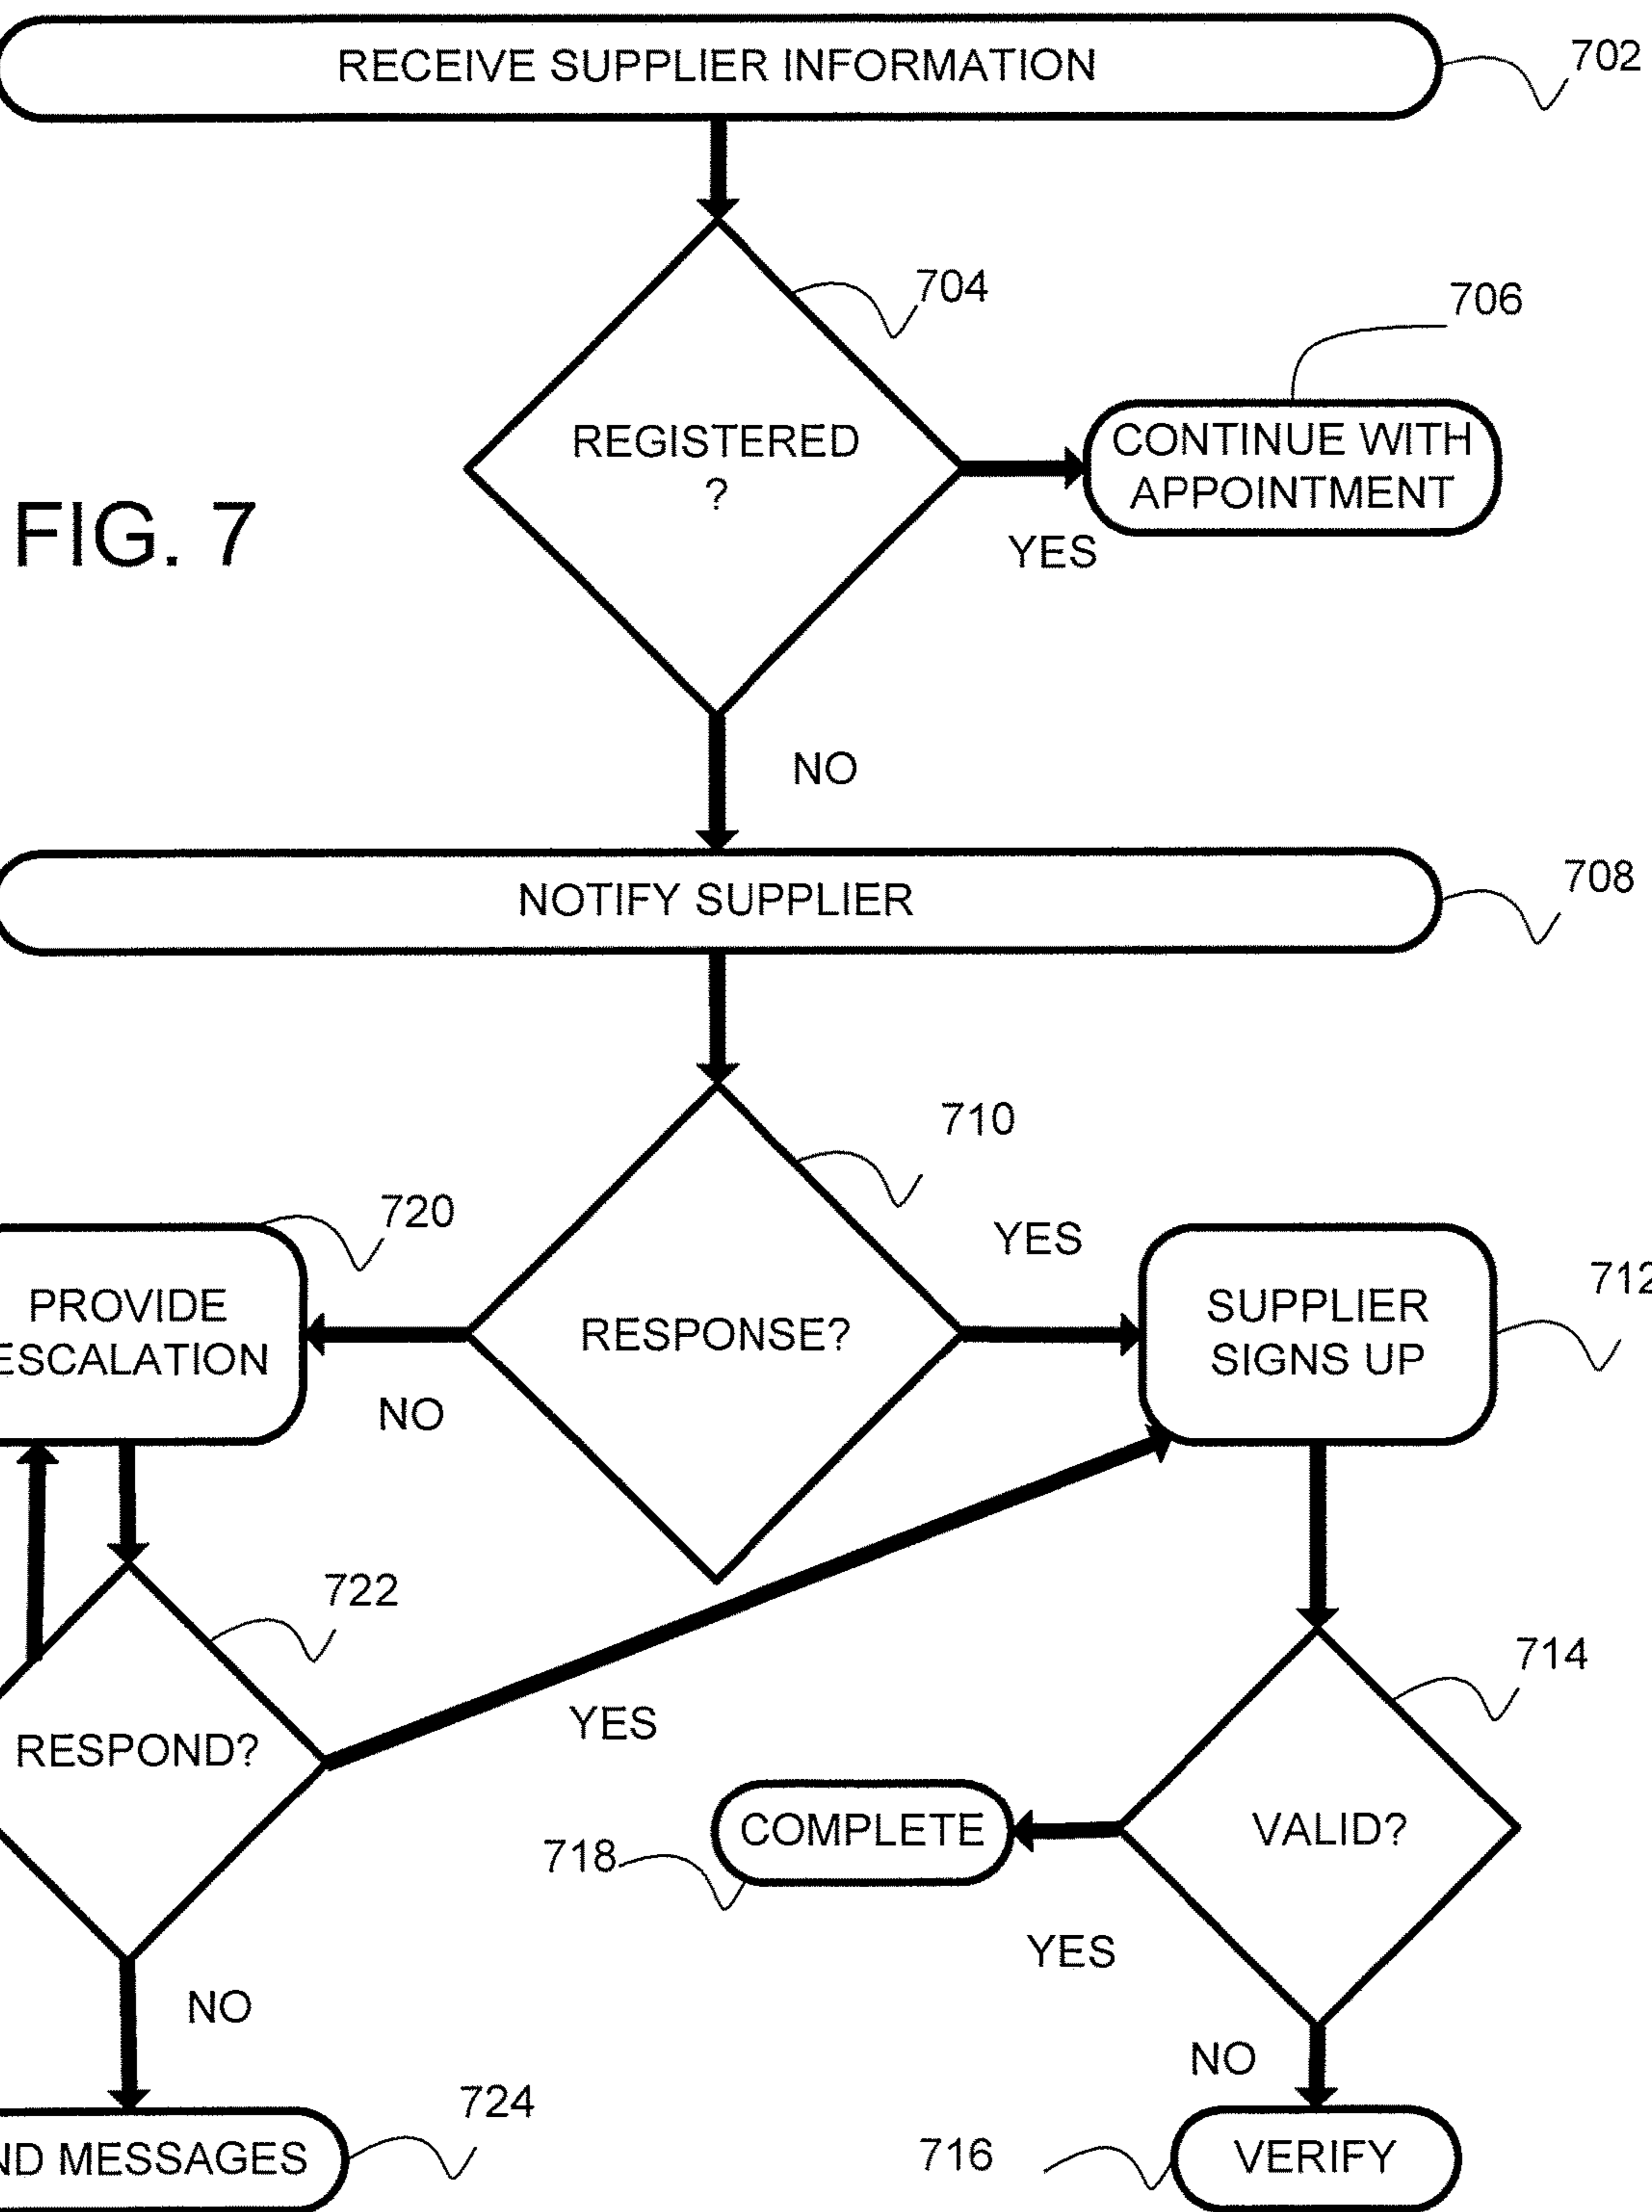 RECEIVE SUPPLIER INFORMATION
702
704
706
REGISTERED
?
CONTINUE WITH
APPOINTMENT
FIG. 7
YES
NO
NOTIFY SUPPLIER
708
710
720
YES
712
PROVIDE
ESCALATION
RESPONSE?
SUPPLIER
SIGNS UP
NO
722
714
YES
RESPOND?
COMPLETE
VALID?
718
YES
NO
NO
724
ND MESSAGES
716
VERIFY